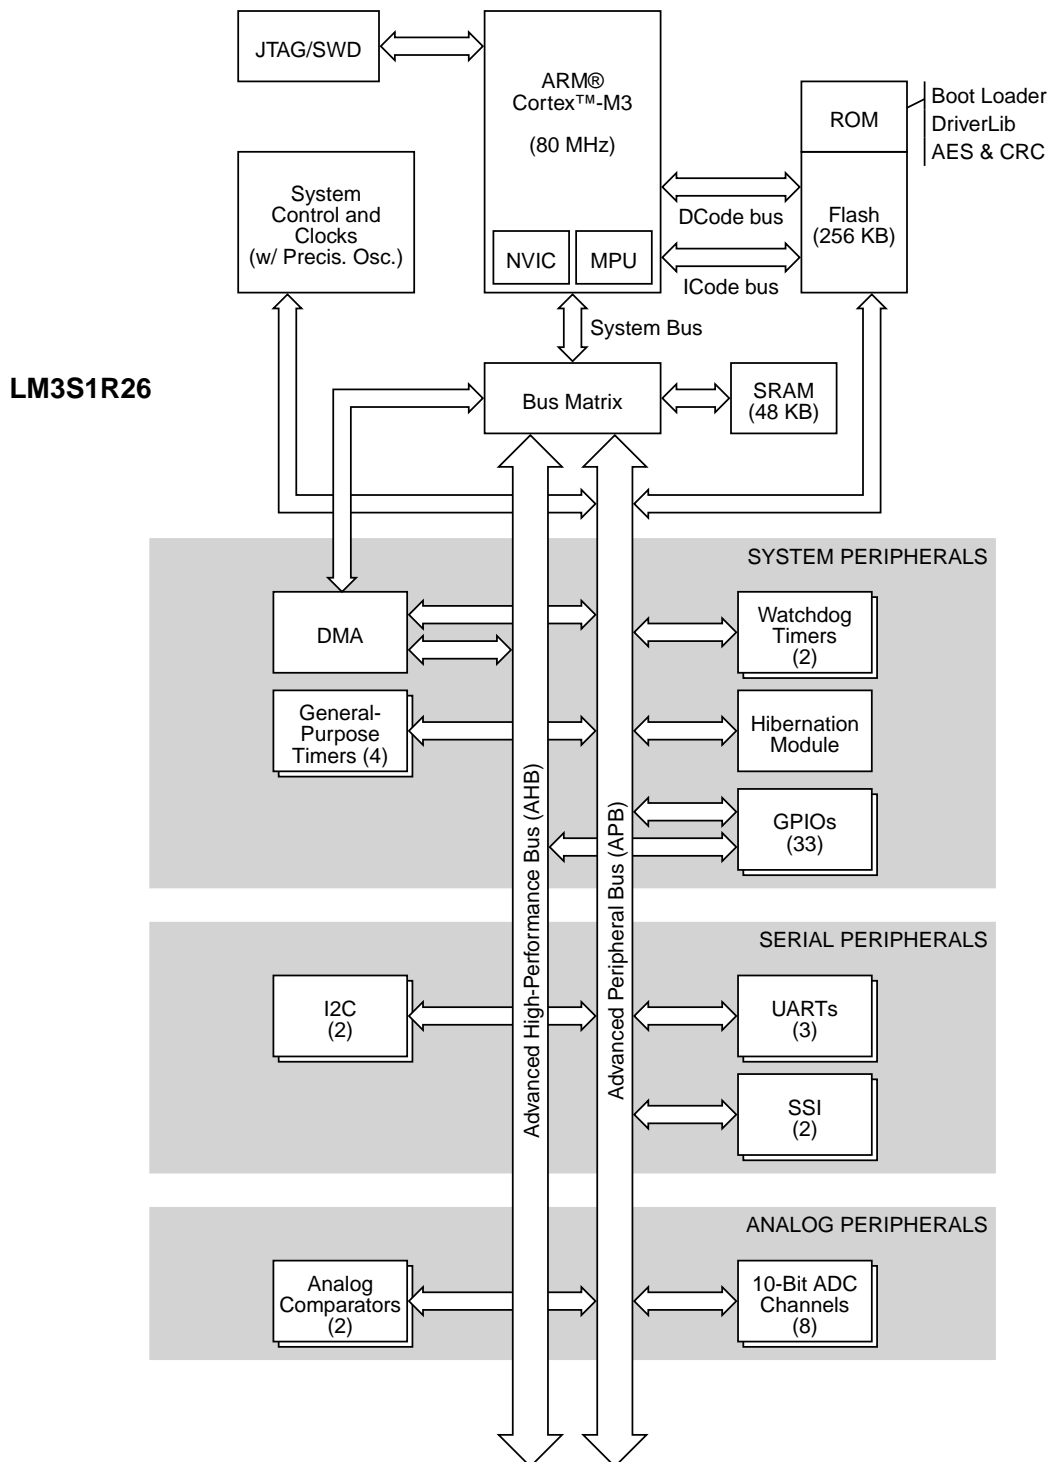 JTAG/SWD
ARM®
Cortex™-M3
(80 MHz)
NVIC
MPU
ROM
Boot Loader
DriverLib
AES & CRC
Flash
(256 KB)
DCode bus
ICode bus
System
Control and
Clocks
(w/ Precis. Osc.)
System Bus
LM3S1R26
Bus Matrix
SRAM
(48 KB)
SYSTEM PERIPHERALS
DMA
Watchdog
Timers
(2)
General-
Purpose
Timers (4)
Hibernation
Module
GPIOs
(33)
Advanced High-Performance Bus (AHB)
Advanced Peripheral Bus (APB)
SERIAL PERIPHERALS
I2C
(2)
UARTs
(3)
SSI
(2)
ANALOG PERIPHERALS
Analog
Comparators
(2)
10-Bit ADC
Channels
(8)